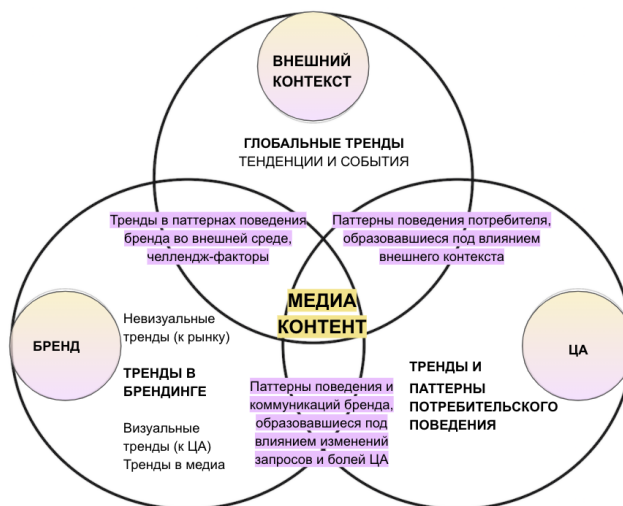 ВНЕШНИЙ
КОНТЕКСТ
ГЛОБАЛЬНЫЕ ТРЕНДЫ
ТЕНДЕНЦИИ И СОБЫТИЯ
Тренды в паттернах поведения
бренда во внешней среде,
челлендж-факторы
Паттерны поведения потребителя,
образовавшиеся под влиянием
внешнего контекста
МЕДИА
КОНТЕНТ
БРЕНД
Невизуальные
тренды (к рынку)
ТРЕНДЫ В
БРЕНДИНГЕ
Визуальные
тренды (к ЦА)
Тренды в медиа
Паттерны поведения и
коммуникаций бренда,
образовавшиеся под
влиянием изменений
запросов и болей ЦА
ТРЕНДЫ И
ПАТТЕРНЫ
ПОТРЕБИТЕЛЬСКОГО
ПОВЕДЕНИЯ
ЦА